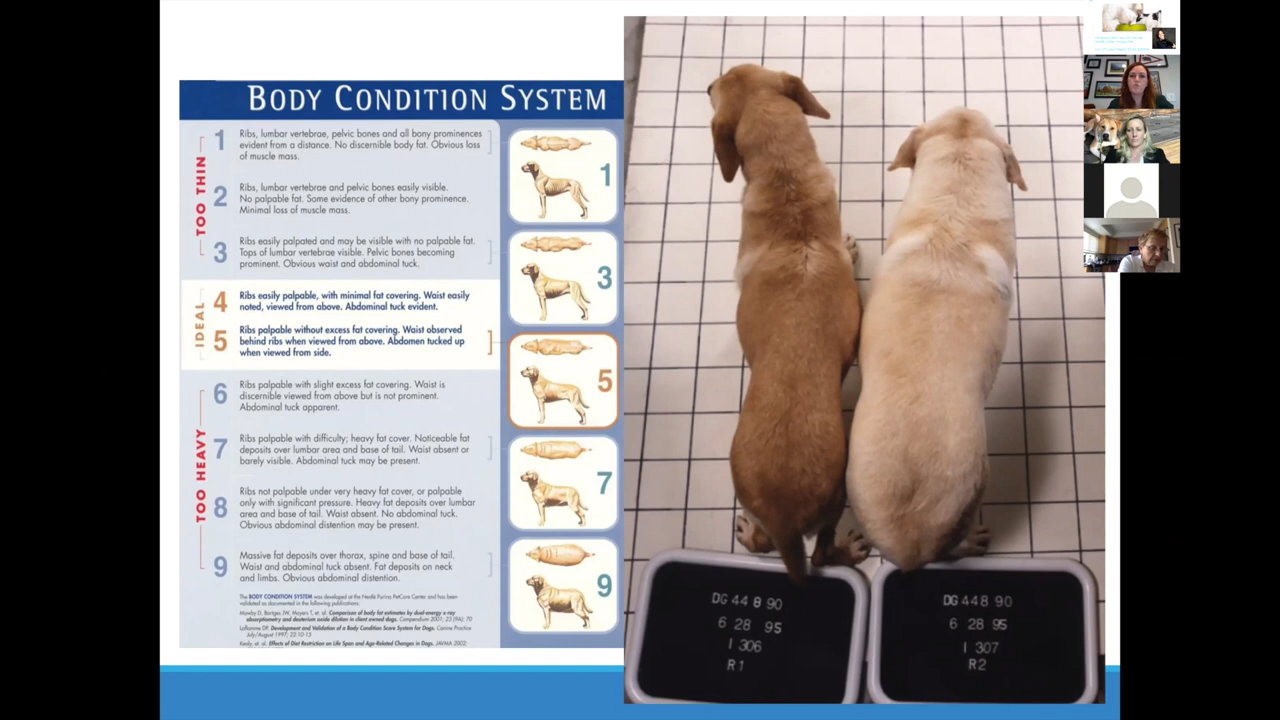 BODY CONDITION SYSTEM
TOO THIN
1
Ribs, lumbar vertebrae, pelvic bones and all bony prominences
evident from a distance. No discernible body fat. Obvious loss
of muscle mass.
2
Ribs, lumbar vertebrae and pelvic bones easily visible.
No palpable fat. Some evidence of other bony prominence.
Minimal loss of muscle mass.
3
Ribs easily palpated and may be visible with no palpable fat.
Tops of lumbar vertebrae visible. Pelvic bones becoming
prominent. Obvious waist and abdominal tuck.
IDEAL
4
Ribs easily palpable, with minimal fat covering. Waist easily
noted, viewed from above. Abdominal tuck evident.
5
Ribs palpable without excess fat covering. Waist observed
behind ribs when viewed from above. Abdomen tucked up
when viewed from side.
TOO HEAVY
6
Ribs palpable with slight excess fat covering. Waist is
discernible viewed from above but is not prominent.
Abdominal tuck apparent.
7
Ribs palpable with difficulty; heavy fat cover. Noticeable fat
deposits over lumbar area and base of tail. Waist absent or
barely visible. Abdominal tuck may be present.
8
Ribs not palpable under very heavy fat cover, or palpable
only with significant pressure. Heavy fat deposits over lumbar
area and base of tail. Waist absent. No abdominal tuck.
Obvious abdominal distention may be present.
9
Massive fat deposits over thorax, spine and base of tail.
Waist and abdominal tuck absent. Fat deposits on neck
and limbs. Obvious abdominal distention.
The BODY CONDITION SYSTEM was developed at the Nestlé Purina PetCare Center and has been
validated as documented in the following publications:
Mawby D, Bartges JW, Moyers T, et. al. Comparison of body fat estimates by dual-energy x-ray
absorptiometry and deuterium oxide dilution in client owned dogs. Compendium 2001; 23 (9A): 70
Laflamme DP. Development and Validation of a Body Condition Score System for Dogs. Canine Practice
July/August 1997; 22:10-15
Kealy, et. al. Effects of Diet Restriction on Life Span and Age-Related Changes in Dogs. JAVMA 2002;
1
3
5
7
9
DG 44 8 90
6 28 95
I 306
R1
DG 448 90
6 28 95
I 307
R2